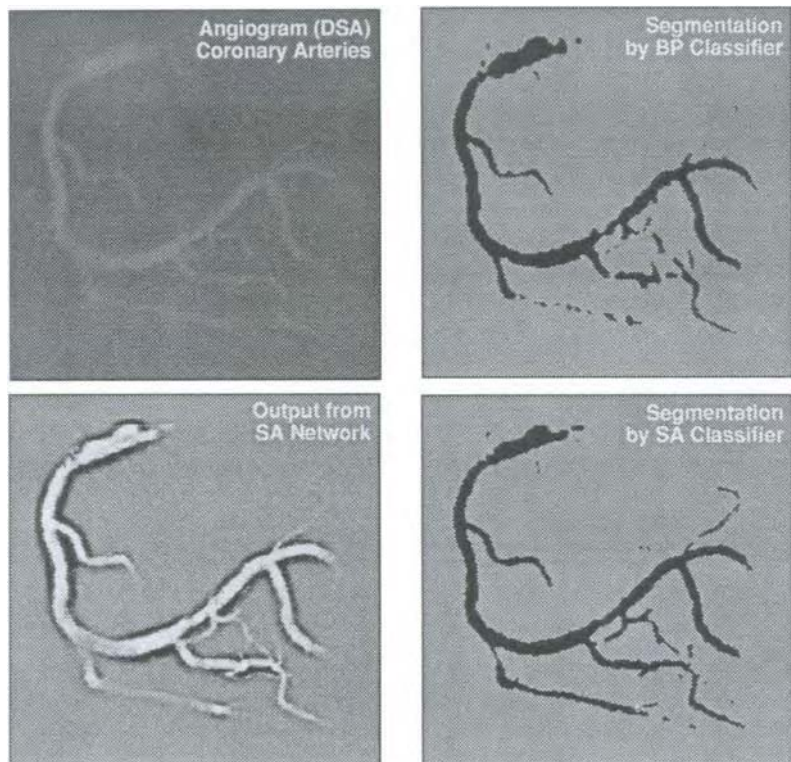 Angiogram (DSA)
Coronary Arteries
Segmentation
by BP Classifier
Output from
SA Network
Segmentation
by SA Classifier